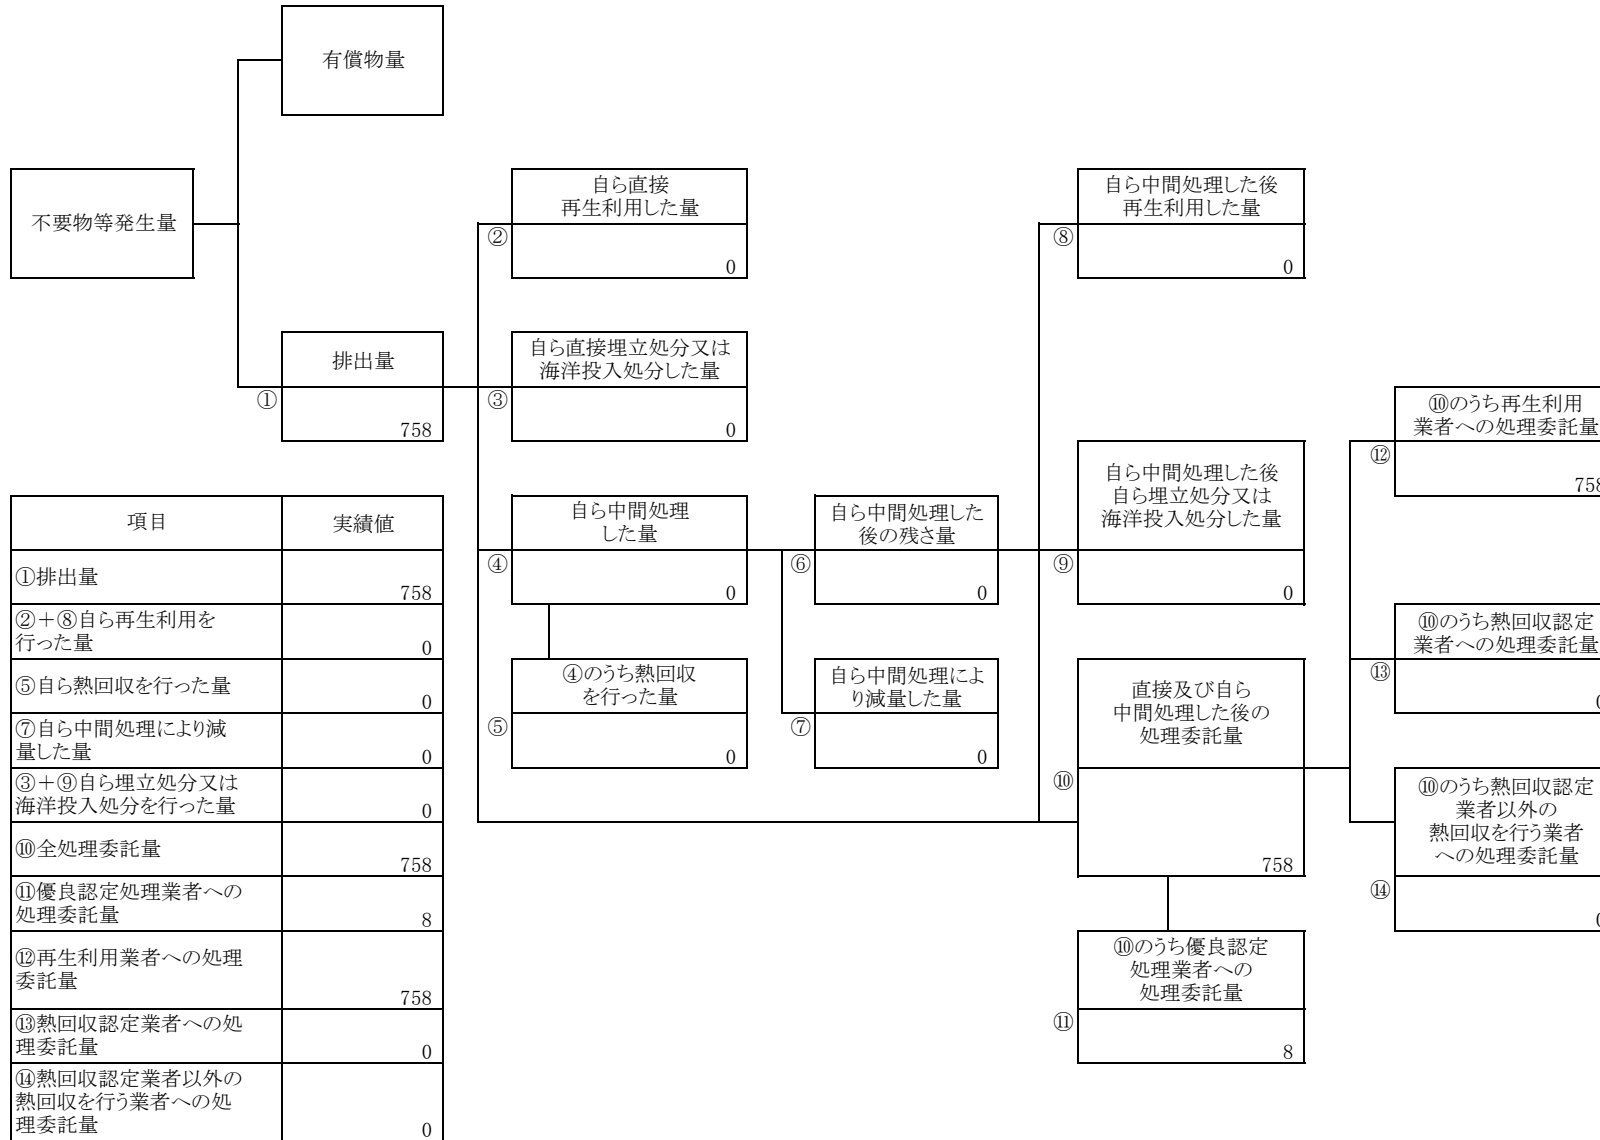 有償物量
不要物等発生量
自ら直接
再生利用した量
②
0
自ら中間処理した後
再生利用した量
⑧
0
排出量
①
758
自ら直接埋立処分又は
海洋投入処分した量
③
0
⑩のうち再生利用
業者への処理委託量
⑫
758
自ら中間処理した後
自ら埋立処分又は
海洋投入処分した量
⑨
0
自ら中間処理
した量
④
0
自ら中間処理した
後の残さ量
⑥
0
⑩のうち熱回収認定
業者への処理委託量
⑬
0
④のうち熱回収
を行った量
⑤
0
自ら中間処理によ
り減量した量
⑦
0
直接及び自ら
中間処理した後の
処理委託量
⑩
758
⑩のうち熱回収認定
業者以外の
熱回収を行う業者
への処理委託量
⑭
0
⑩のうち優良認定
処理業者への
処理委託量
⑪
8
項目 実績値
①排出量
758
②＋⑧自ら再生利用を
行った量
0
⑤自ら熱回収を行った量
0
⑦自ら中間処理により減
量した量
0
③＋⑨自ら埋立処分又は
海洋投入処分を行った量
0
⑩全処理委託量
758
⑪優良認定処理業者への
処理委託量
8
⑫再生利用業者への処理
委託量
758
⑬熱回収認定業者への処
理委託量
0
⑭熱回収認定業者以外の
熱回収を行う業者への処
理委託量
0